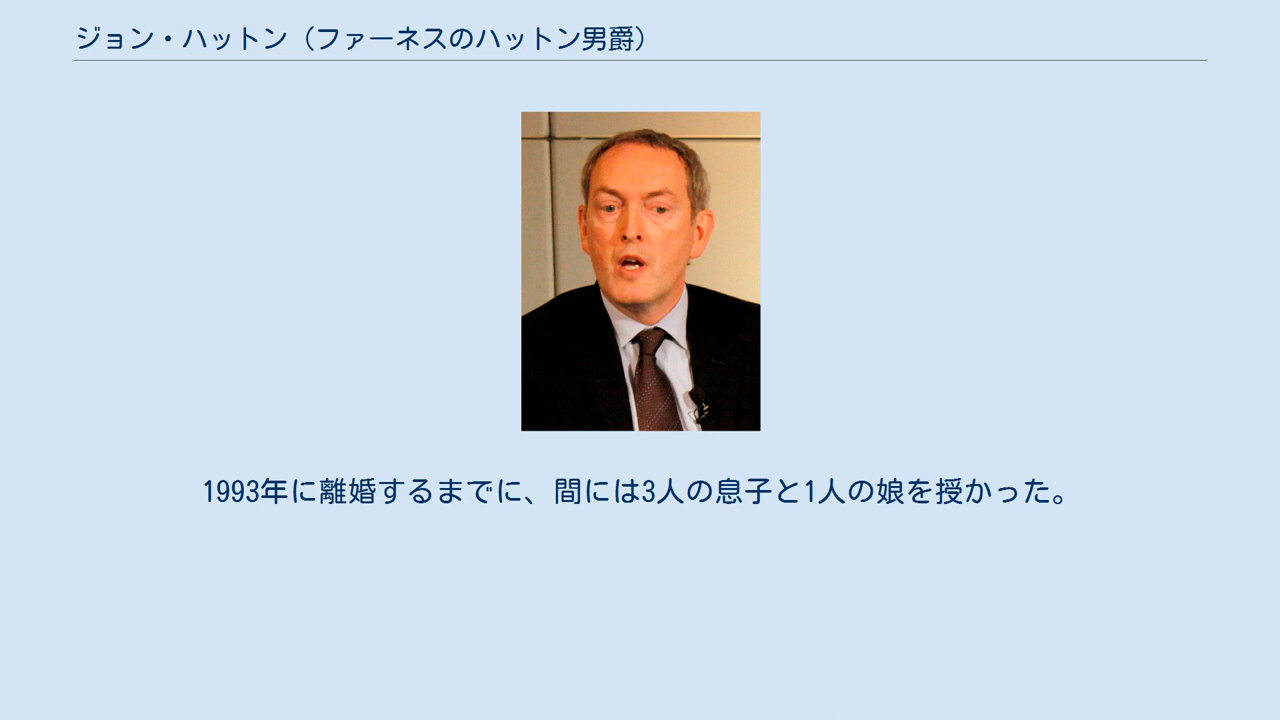 ジョン・ハットン（ファーネスのハットン男爵）
1993年に離婚するまでに、間には3人の息子と1人の娘を授かった。